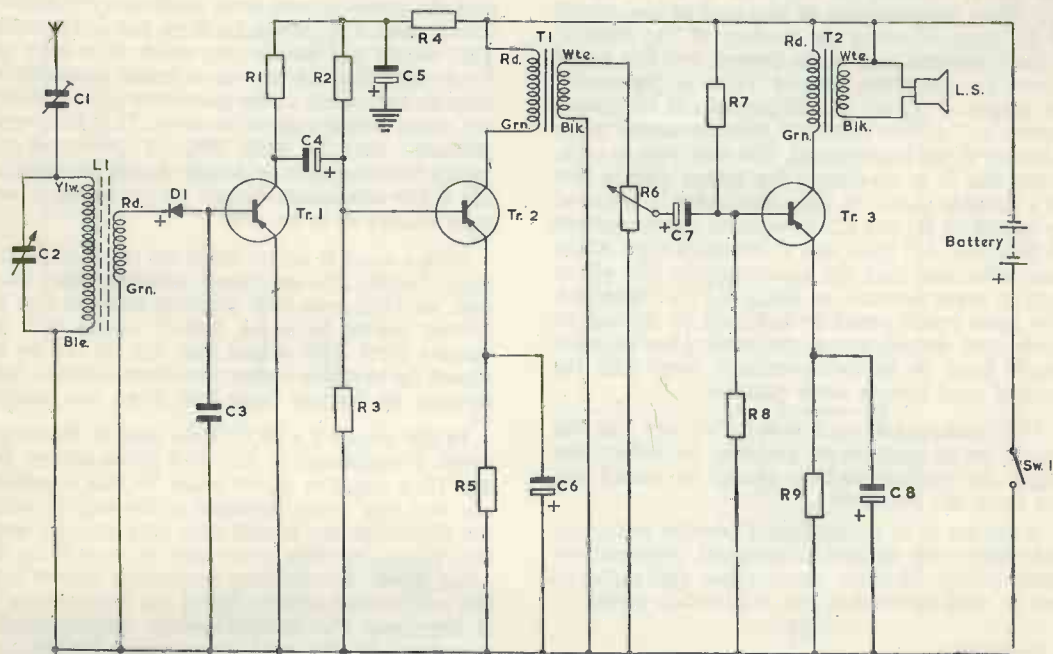 R4
T1
T2
Rd.
Wte.
Rd.
Wte.
C1
R1
R2
C5
+
R7
L.S.
Grn.
Blk.
Grn.
Blk.
C4
+
L1
Ylw.
Rd.
D1
+
Tr. 1
Tr. 2
R6
C7
+
Tr. 3
C2
Battery
+
Grn.
Ble.
C3
R3
R8
R5
C6
+
R9
C8
+
Sw. 1